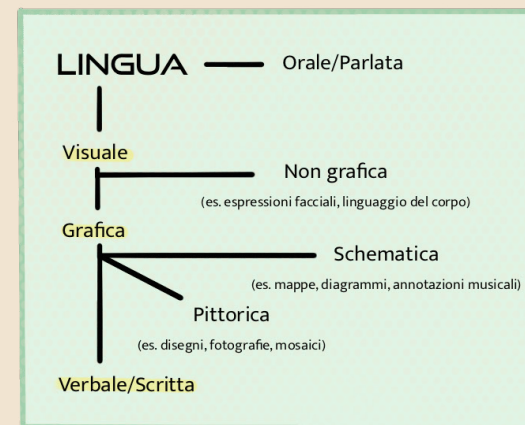 LINGUA
Orale/Parlata
Visuale
Non grafica
(es. espressioni facciali, linguaggio del corpo)
Grafica
Schematica
(es. mappe, diagrammi, annotazioni musicali)
Pittorica
(es. disegni, fotografie, mosaici)
Verbale/Scritta